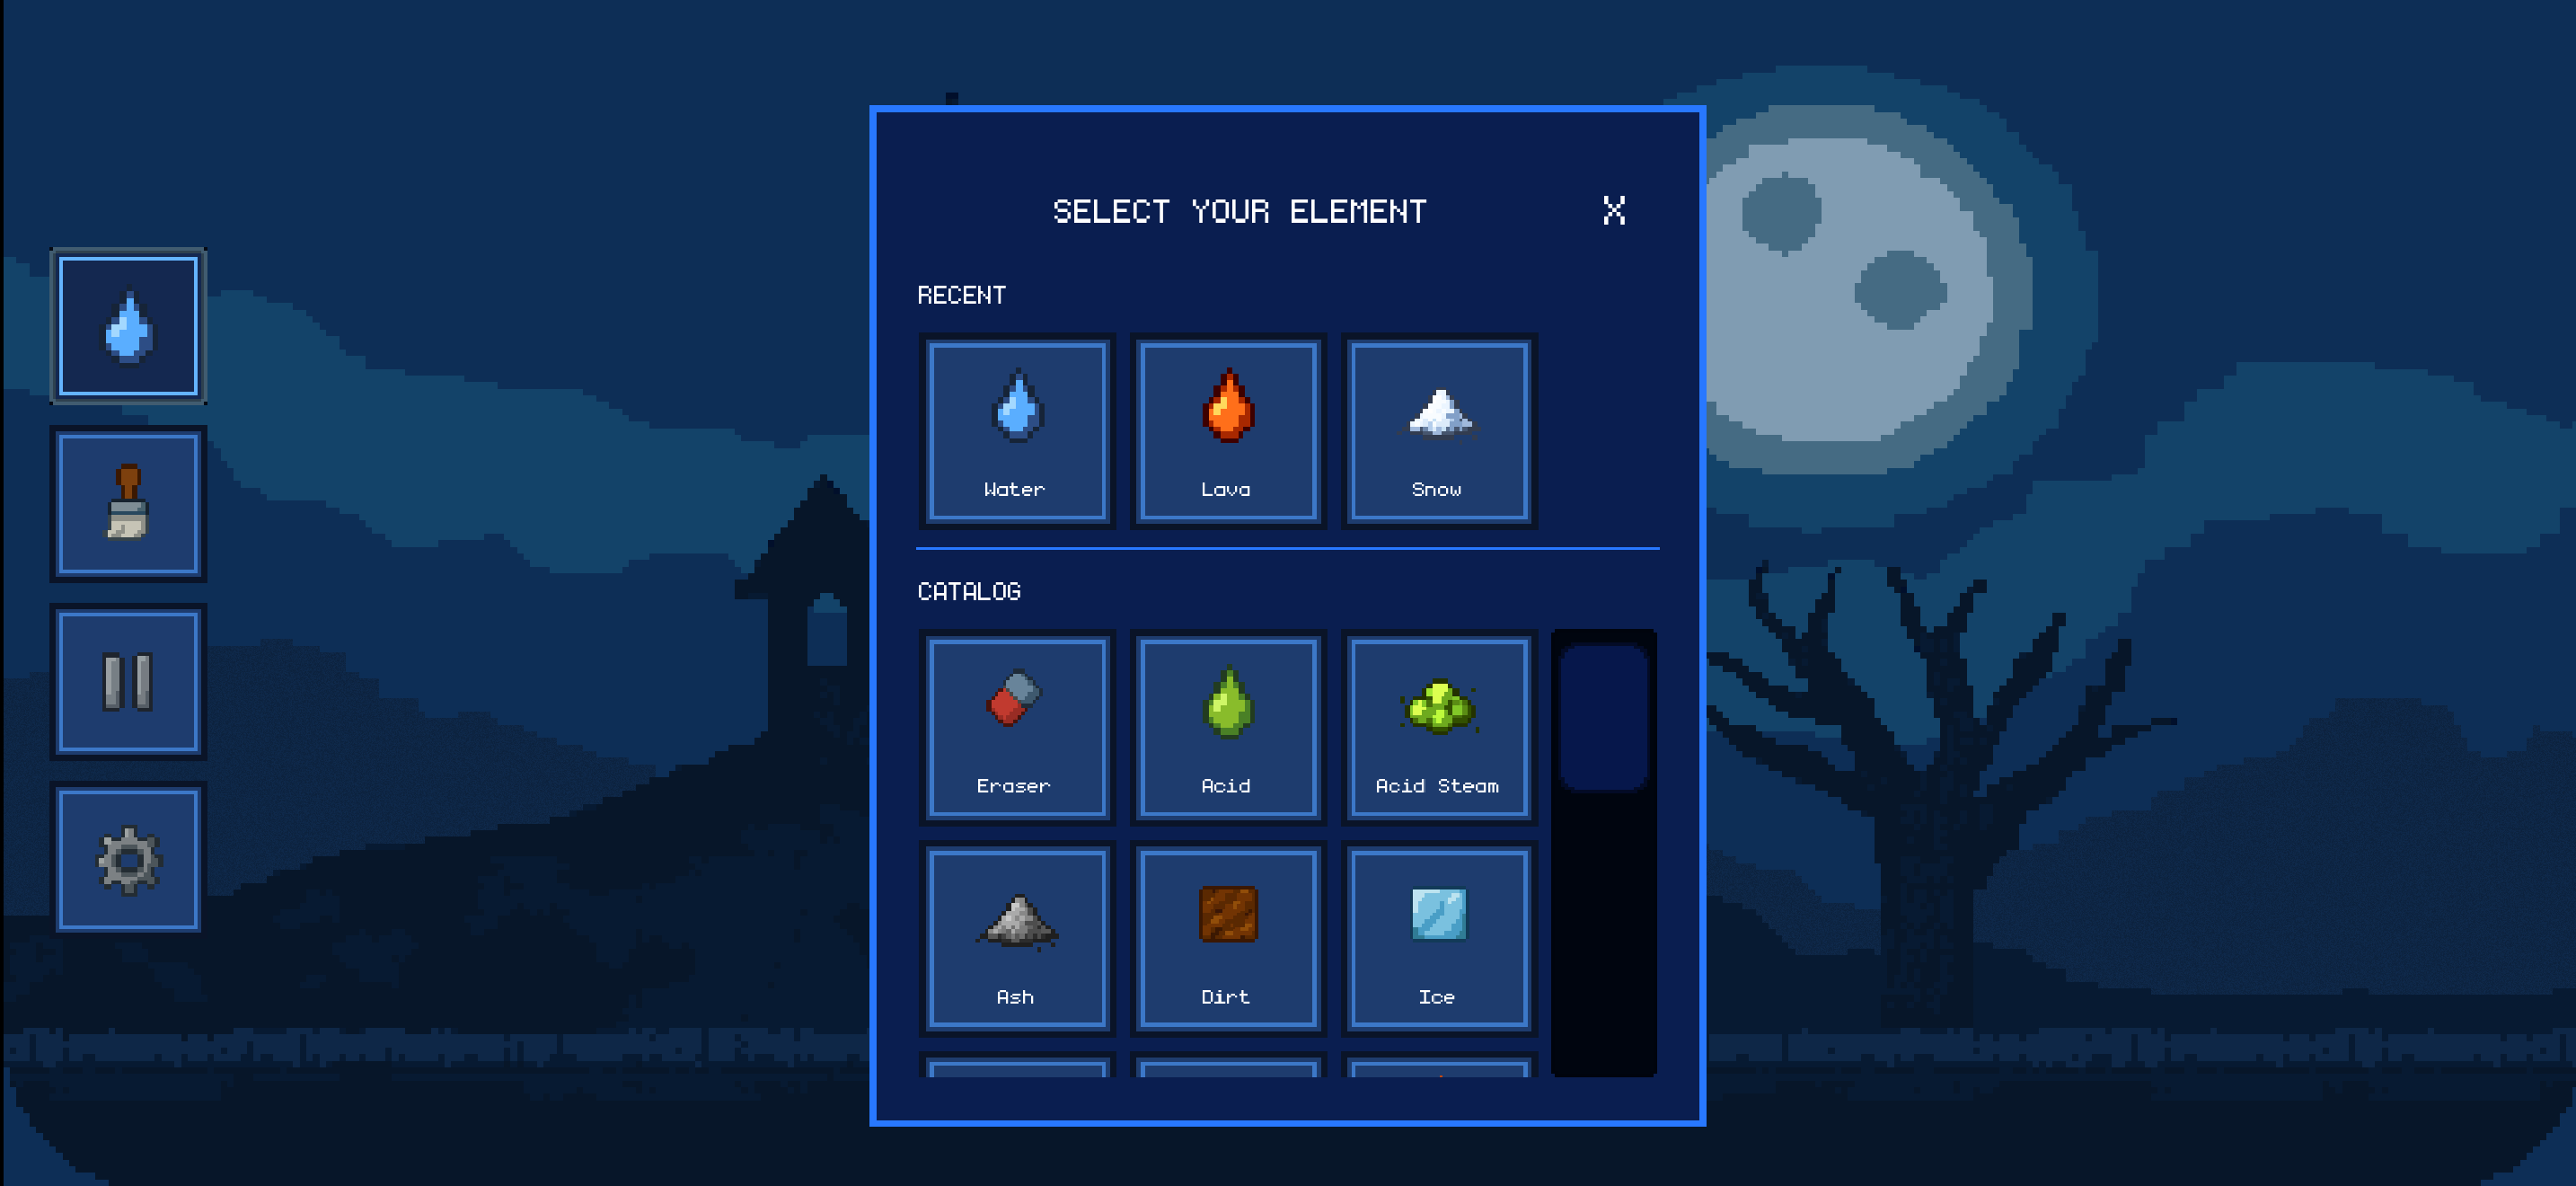 SELECT YOUR ELEMENT X
RECENT
Water Lava Snow
CATALOG
Eraser Acid Acid Steam
Ash Dirt Ice